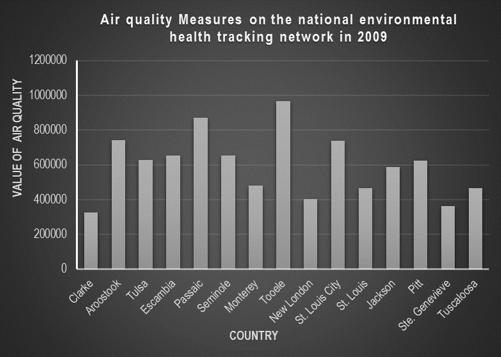 Air quality Measures on the national environmental
health tracking network in 2009
VALUE OF AIR QUALITY
1200000
1000000
800000
600000
400000
200000
0
Clarke
Aroostook
Tulsa
Escambia
Passaic
Seminole
Monterey
Tooele
New London
St. Louis City
St. Louis
Jackson
Pitt
Ste. Genevieve
Tuscaloosa
COUNTRY